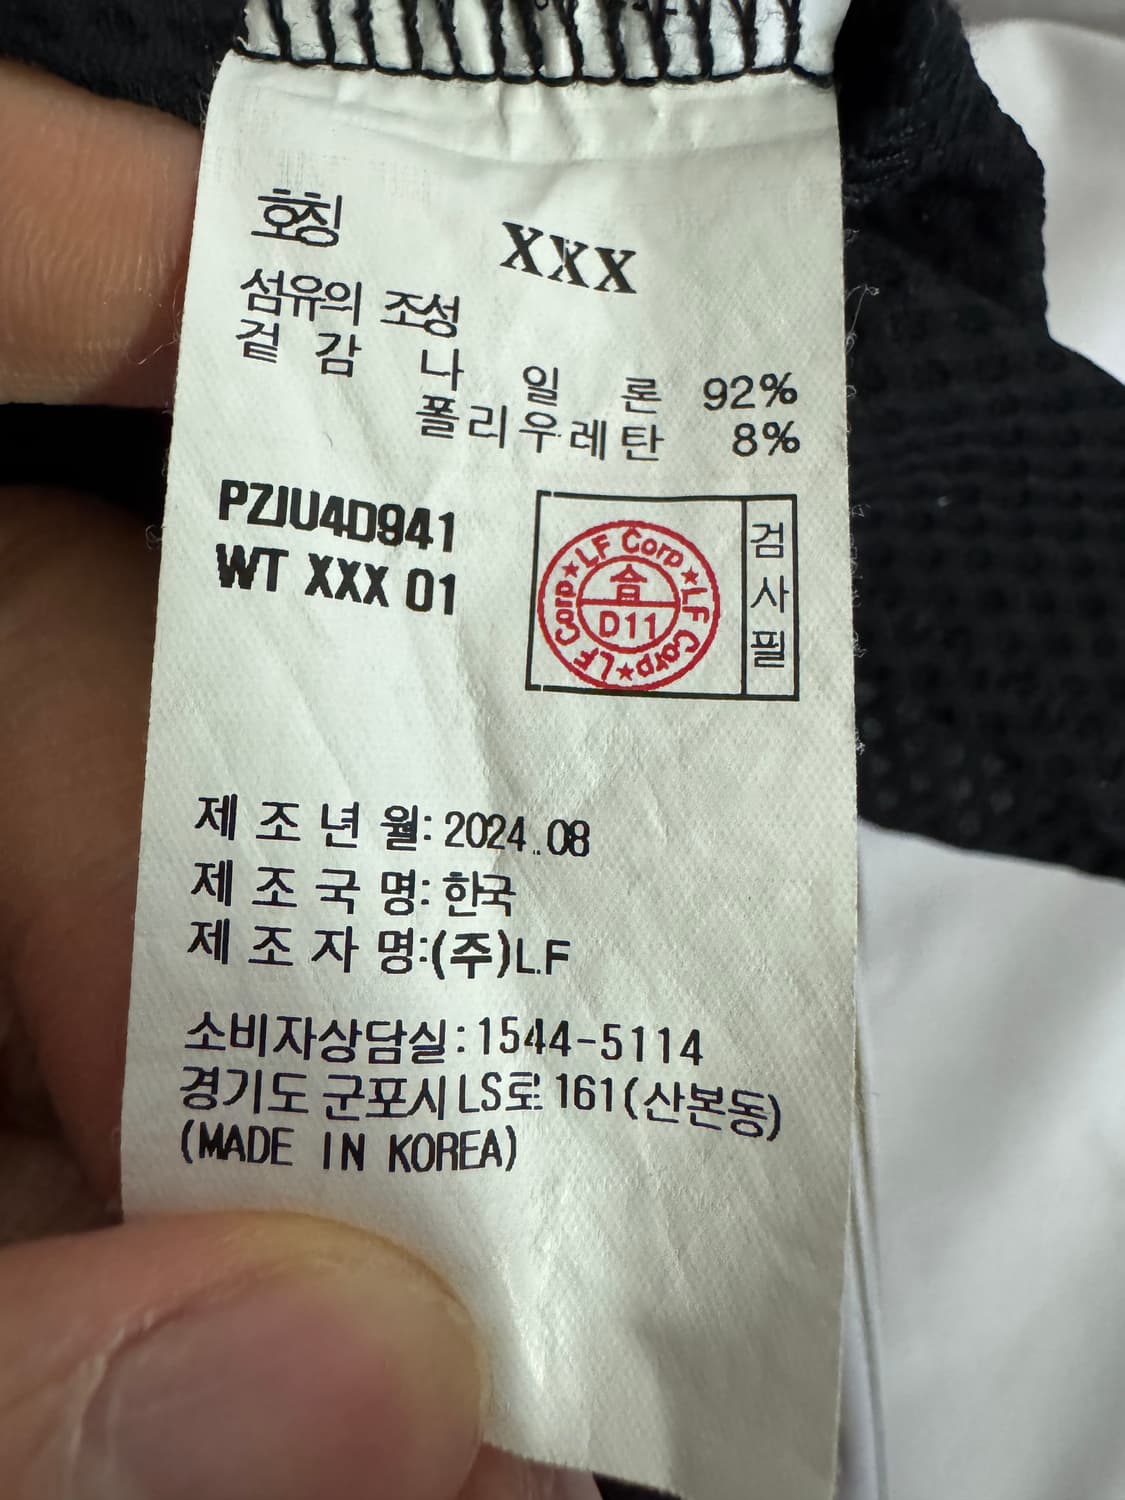 호칭 XXX
섬유의 조성
겉 감 나 일 론 92%
폴리우레탄 8%
PZIU4D941
WT XXX 01
LF Corp★LF Corp★LF Corp★
合
D11
검사필
제 조 년 월: 2024..08
제 조 국 명: 한국
제 조 자 명:(주)LF
소비자상담실:1544-5114
경기도 군포시 LS로 161(산본동)
(MADE IN KOREA)